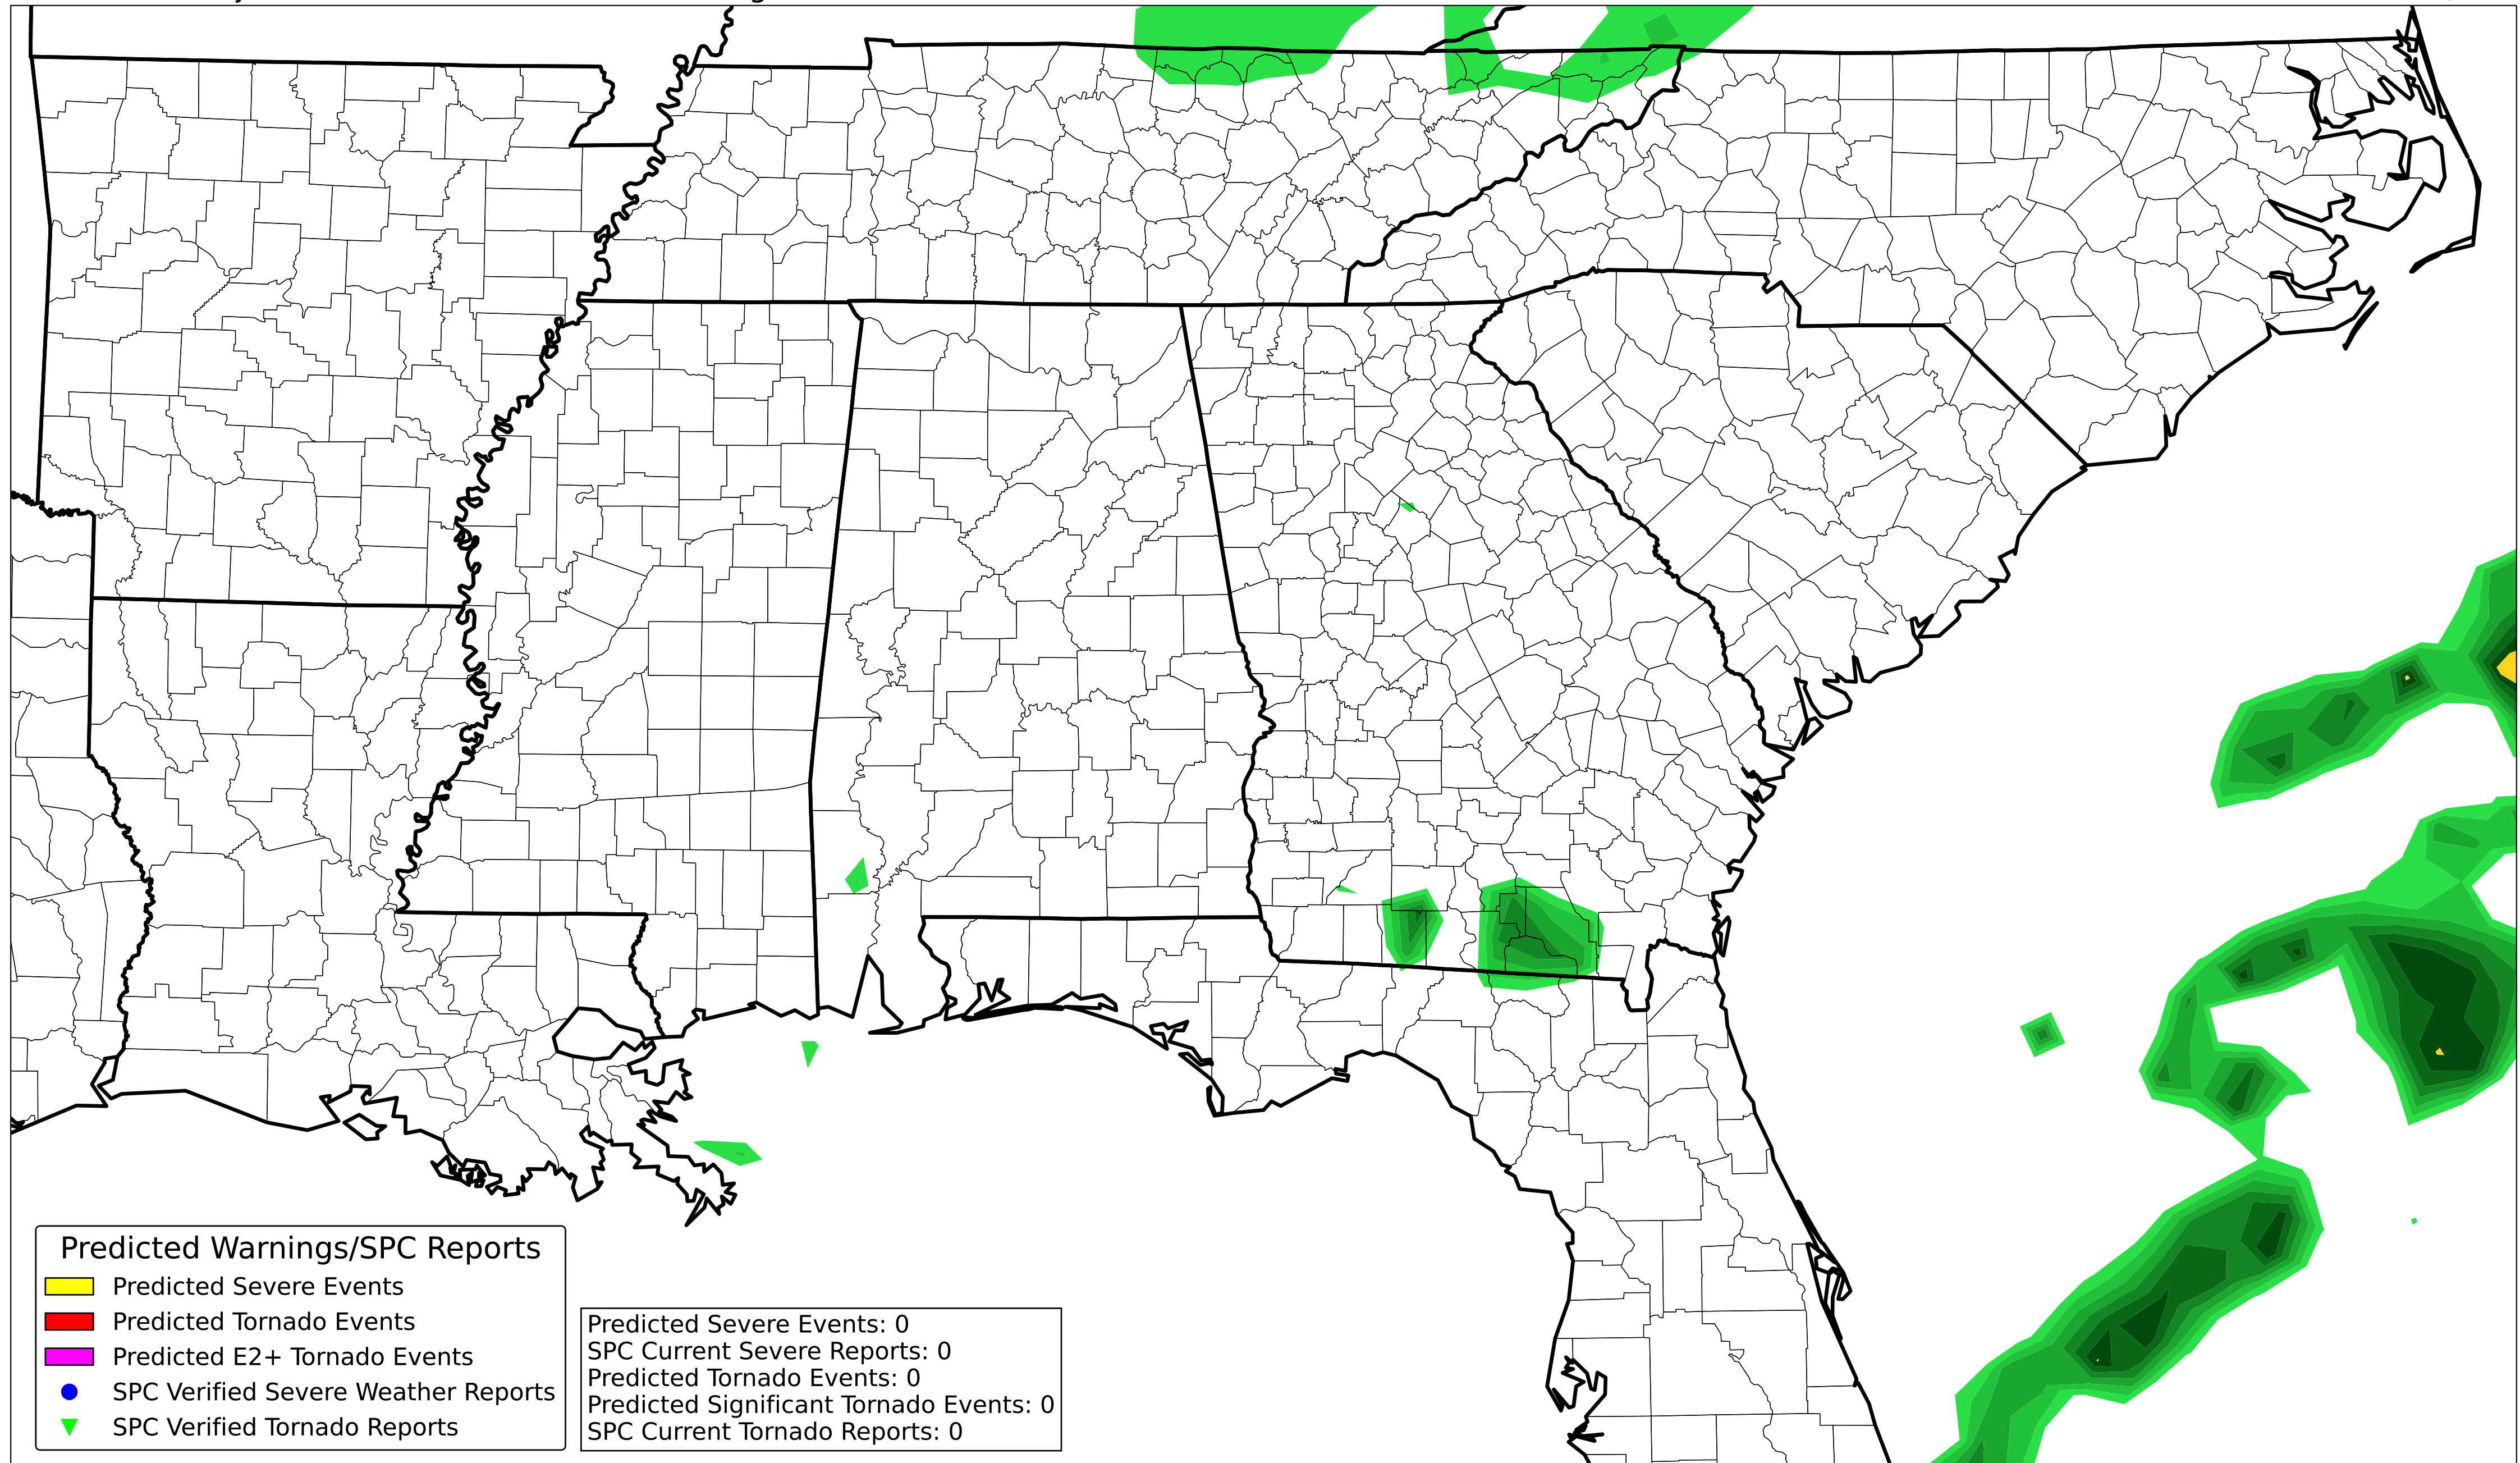 Predicted Warnings/SPC Reports
Predicted Severe Events
Predicted Tornado Events
Predicted E2+ Tornado Events
SPC Verified Severe Weather Reports
SPC Verified Tornado Reports
Predicted Severe Events: 0
SPC Current Severe Reports: 0
Predicted Tornado Events: 0
Predicted Significant Tornado Events: 0
SPC Current Tornado Reports: 0